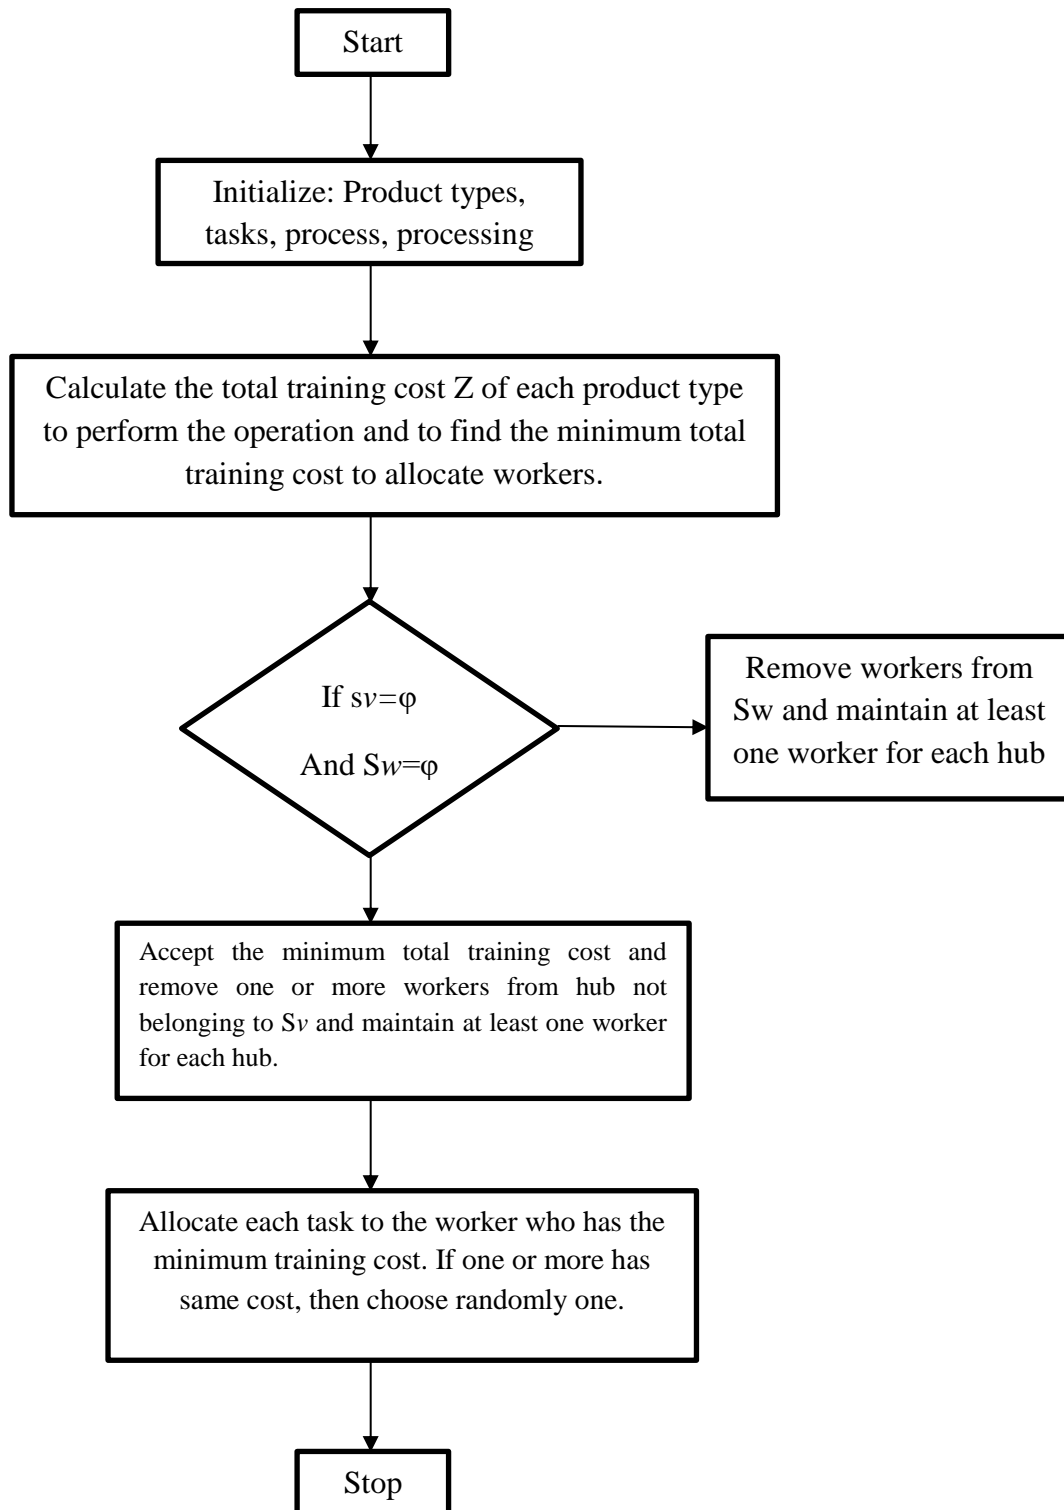 Start
Initialize: Product types,
tasks, process, processing
Calculate the total training cost Z of each product type
to perform the operation and to find the minimum total
training cost to allocate workers.
If sv=φ
And Sw=φ
Remove workers from
Sw and maintain at least
one worker for each hub
Accept the minimum total training cost and
remove one or more workers from hub not
belonging to Sv and maintain at least one worker
for each hub.
Allocate each task to the worker who has the
minimum training cost. If one or more has
same cost, then choose randomly one.
Stop